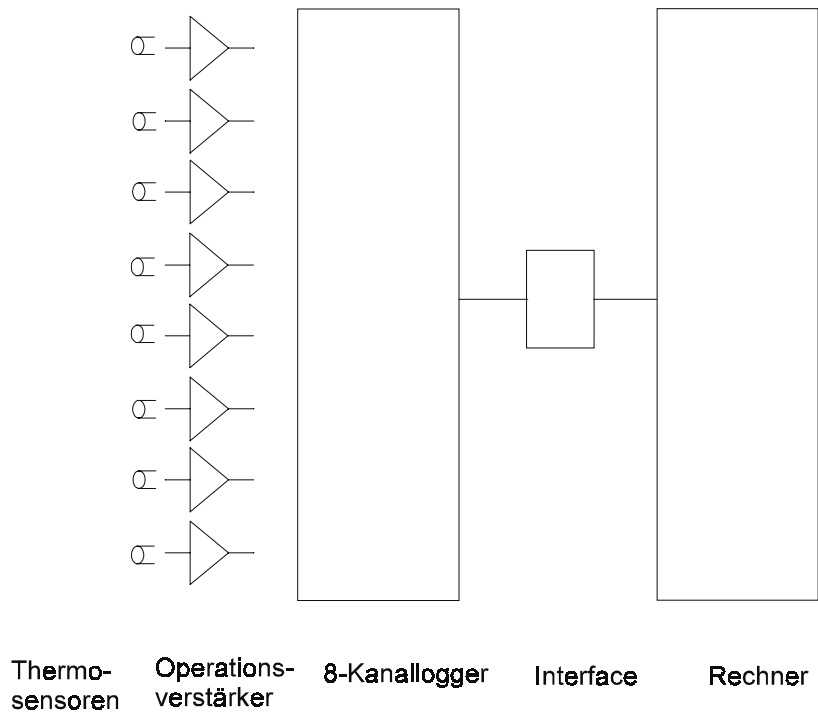 Thermo-
sensoren
Operations-
verstärker
8-Kanallogger
Interface
Rechner